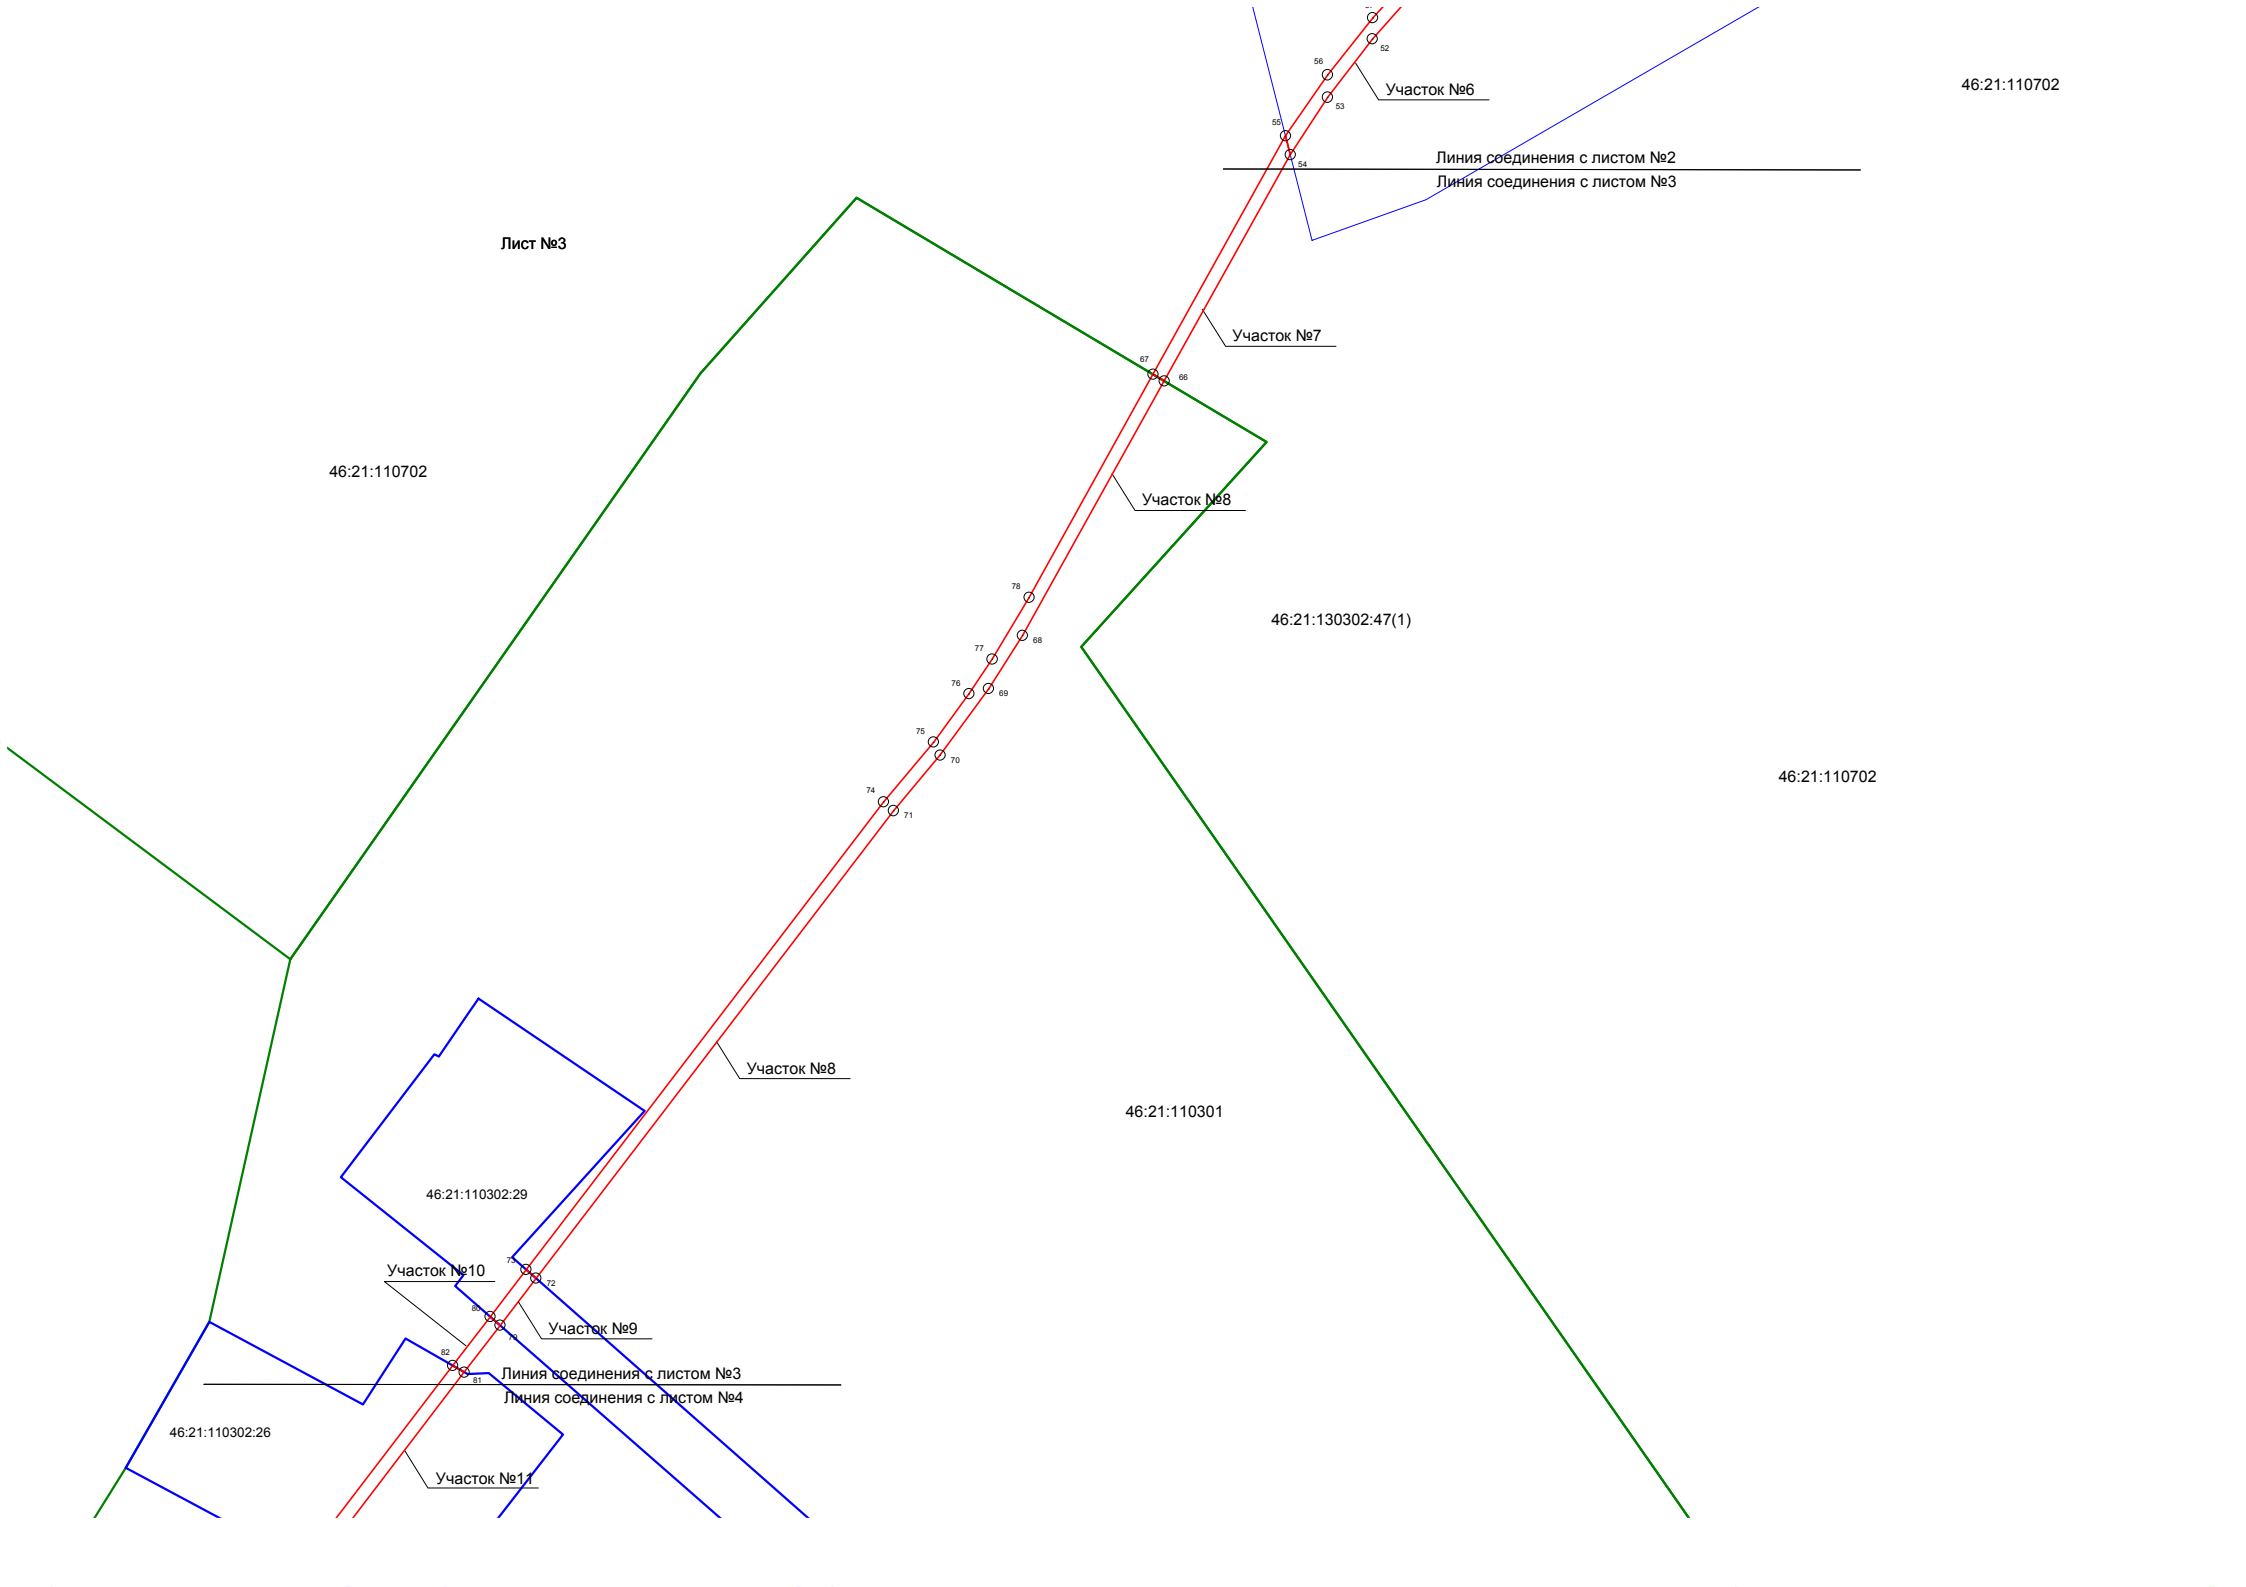 52
56
Участок №6
46:21:110702
53
55
54
Линия соединения с листом №2
Линия соединения с листом №3
Лист №3
Участок №7
67
66
46:21:110702
Участок №8
78
46:21:130302:47(1)
68
77
76
69
75
70
46:21:110702
74
71
Участок №8
46:21:110301
46:21:110302:29
73
Участок №10
72
80
Участок №9
79
82
Линия соединения с листом №3
81
Линия соединения с листом №4
46:21:110302:26
Участок №11